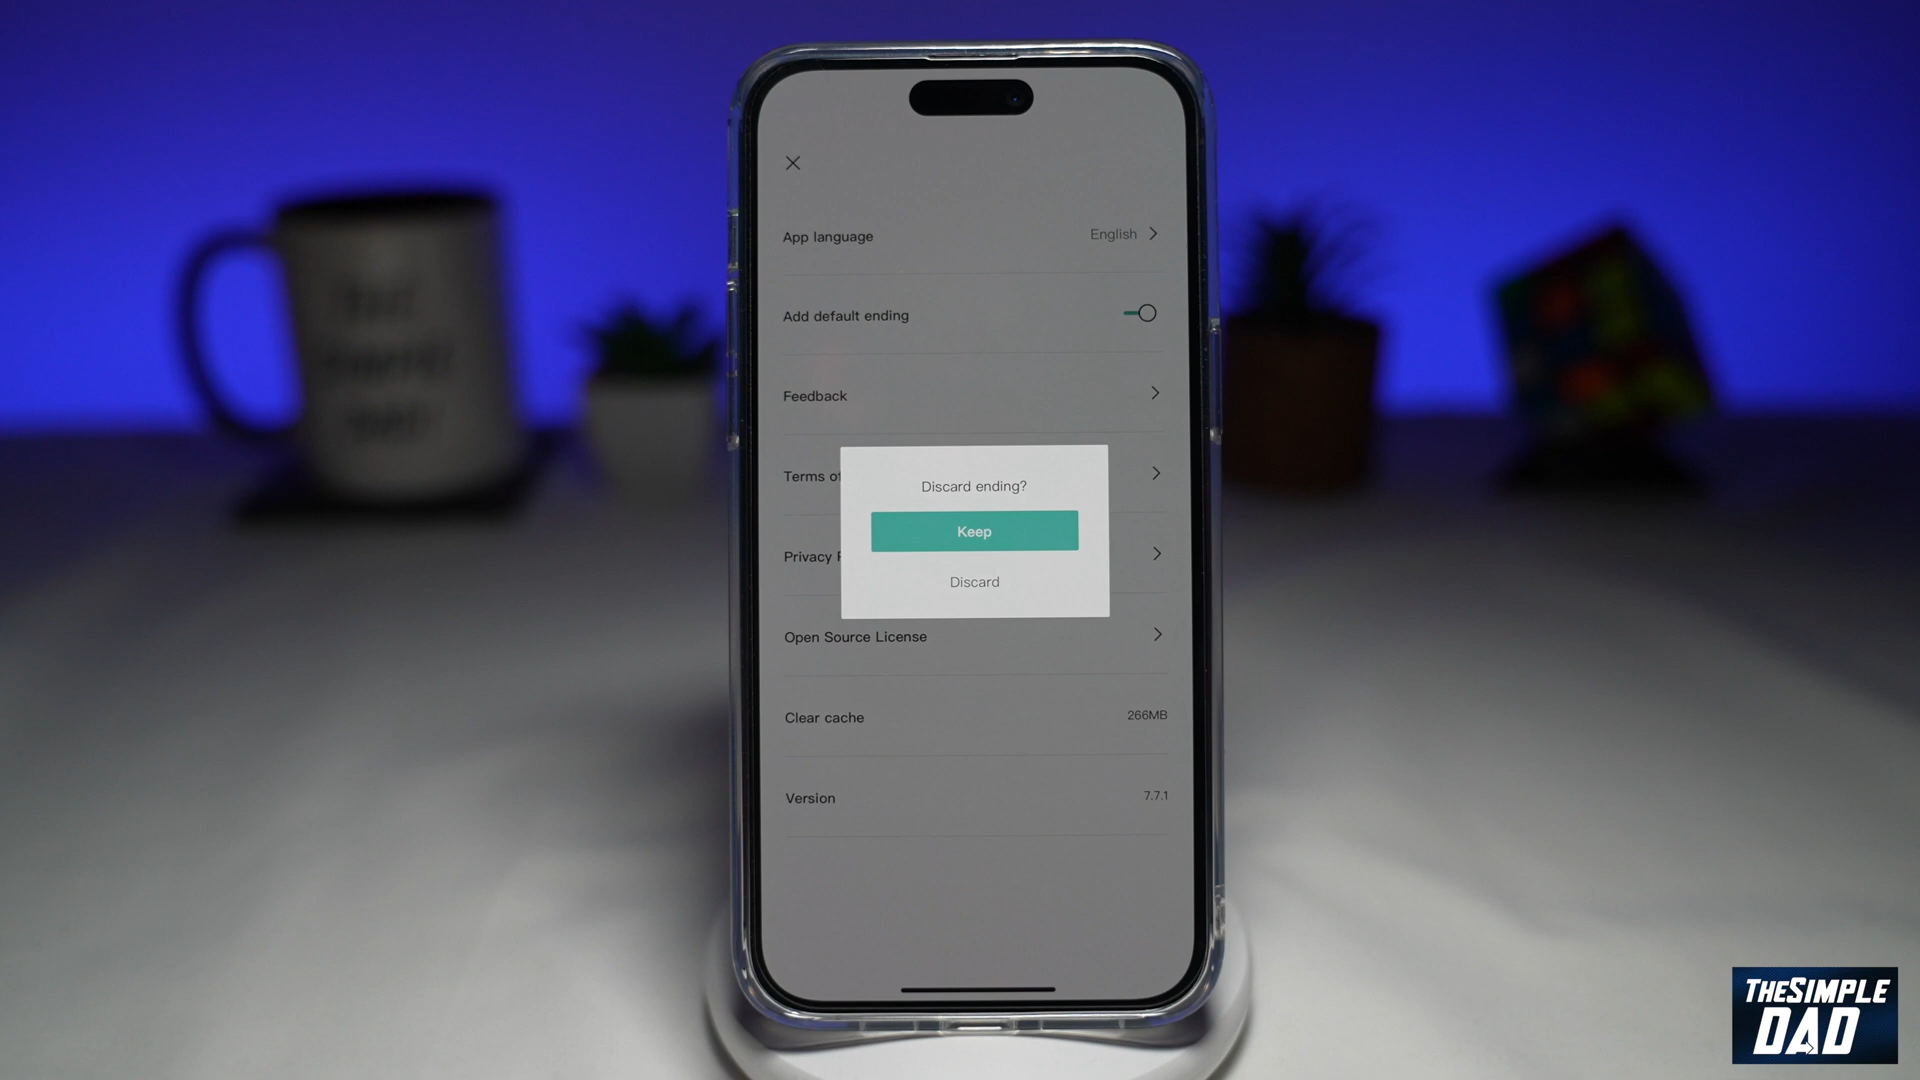 App language
English
Add default ending
Feedback
Terms of
Discard ending?
Keep
Privacy
Discard
Open Source License
Clear cache
266MB
Version
7.7.1
THESIMPLE
DAD